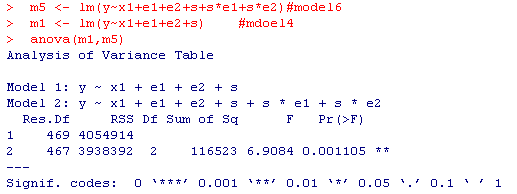 > m5 <- lm(y~x1+e1+e2+s+s*e1+s*e2)#model6
> m1 <- lm(y~x1+e1+e2+s)    #mdoel4
> anova(m1,m5)
Analysis of Variance Table

Model 1: y ~ x1 + e1 + e2 + s
Model 2: y ~ x1 + e1 + e2 + s + s * e1 + s * e2
  Res.Df     RSS Df Sum of Sq      F   Pr(>F)
1    469 4054914
2    467 3938392  2    116523 6.9084 0.001105 **
---
Signif. codes:  0 ‘***’ 0.001 ‘**’ 0.01 ‘*’ 0.05 ‘.’ 0.1 ‘ ’ 1